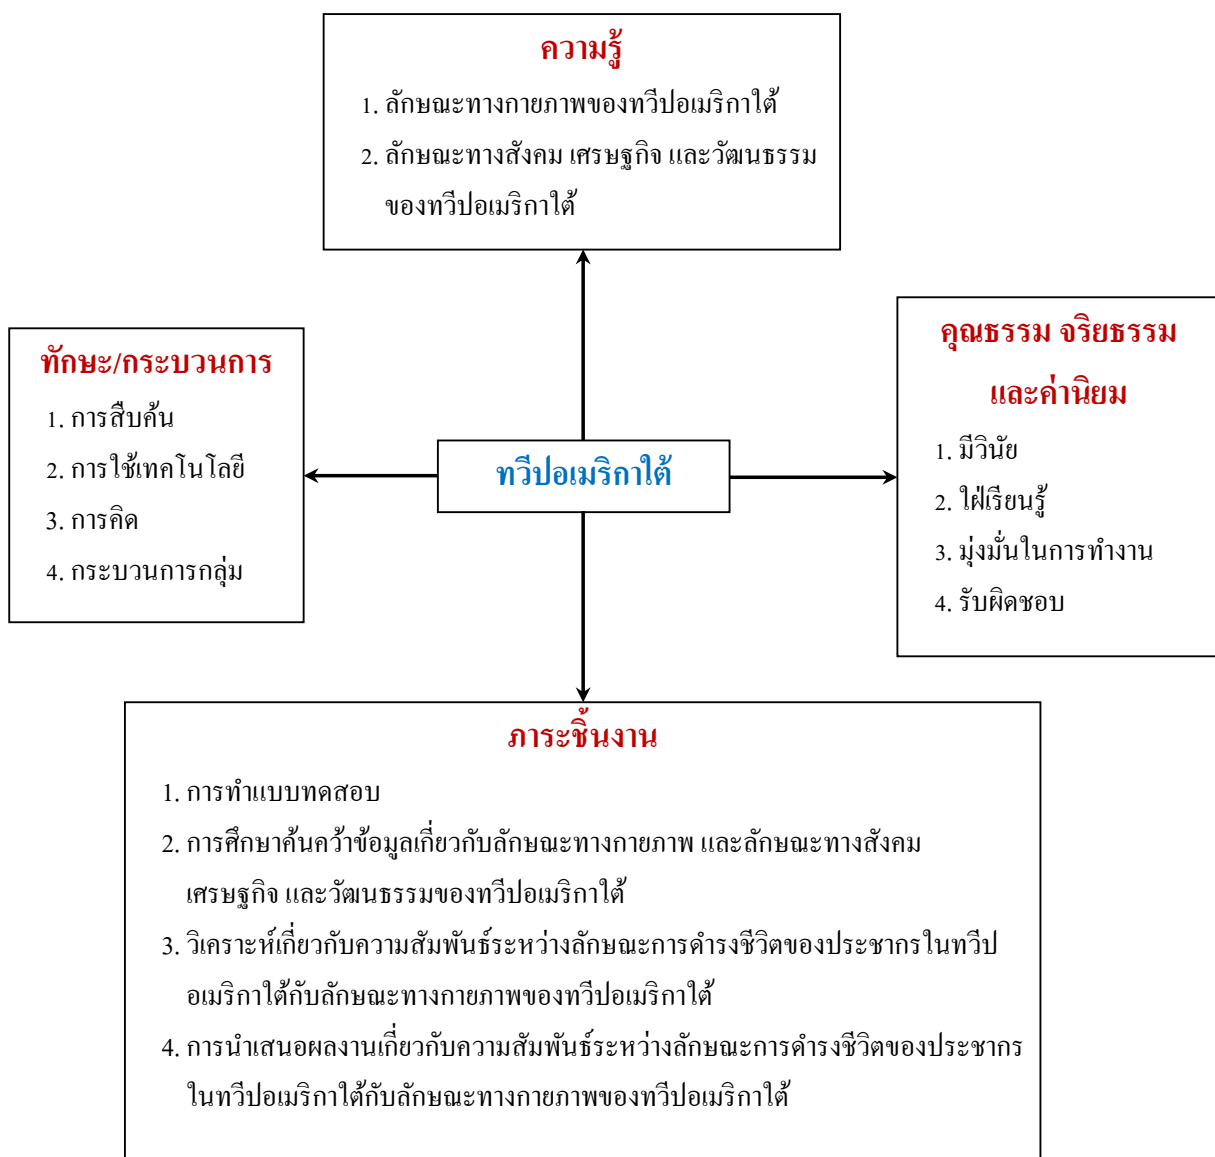 ความรู้
1. ลักษณะทางกายภาพของทวีปอเมริกาใต้
2. ลักษณะทางสังคม เศรษฐกิจ และวัฒนธรรม
ของทวีปอเมริกาใต้
ทักษะ/กระบวนการ
1. การสืบค้น
2. การใช้เทคโนโลยี
3. การคิด
4. กระบวนการกลุ่ม
ทวีปอเมริกาใต้
คุณธรรม จริยธรรม
และค่านิยม
1. มีวินัย
2. ใฝ่เรียนรู้
3. มุ่งมั่นในการทำงาน
4. รับผิดชอบ
ภาระชิ้นงาน
1. การทำแบบทดสอบ
2. การศึกษาค้นคว้าข้อมูลเกี่ยวกับลักษณะทางกายภาพ และลักษณะทางสังคม
เศรษฐกิจ และวัฒนธรรมของทวีปอเมริกาใต้
3. วิเคราะห์เกี่ยวกับความสัมพันธ์ระหว่างลักษณะการดำรงชีวิตของประชากรในทวีป
อเมริกาใต้กับลักษณะทางกายภาพของทวีปอเมริกาใต้
4. การนำเสนอผลงานเกี่ยวกับความสัมพันธ์ระหว่างลักษณะการดำรงชีวิตของประชากร
ในทวีปอเมริกาใต้กับลักษณะทางกายภาพของทวีปอเมริกาใต้